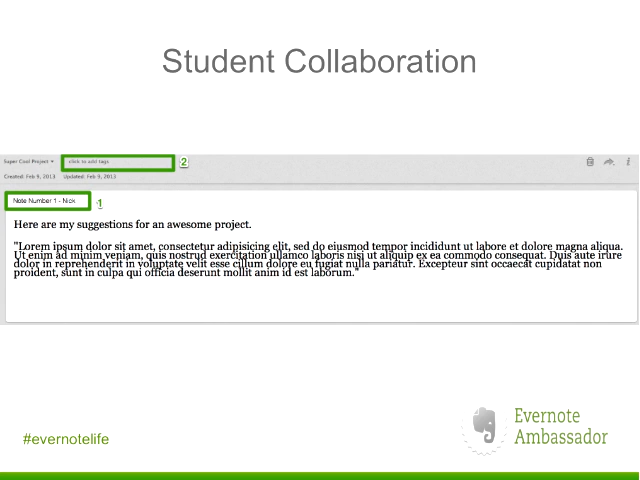 Student Collaboration
Super Cool Project
click to add tags
2
Created: Feb 9, 2013 Updated: Feb 9, 2013
Note Number 1 - Nick
1
Here are my suggestions for an awesome project.
"Lorem ipsum dolor sit amet, consectetur adipisicing elit, sed do eiusmod tempor incididunt ut labore et dolore magna aliqua.
Ut enim ad minim veniam, quis nostrud exercitation ullamco laboris nisi ut aliquip ex ea commodo consequat. Duis aute irure
dolor in reprehenderit in voluptate velit esse cillum dolore eu fugiat nulla pariatur. Excepteur sint occaecat cupidatat non
proident, sunt in culpa qui officia deserunt mollit anim id est laborum."
#evernotelife
Evernote
Ambassador